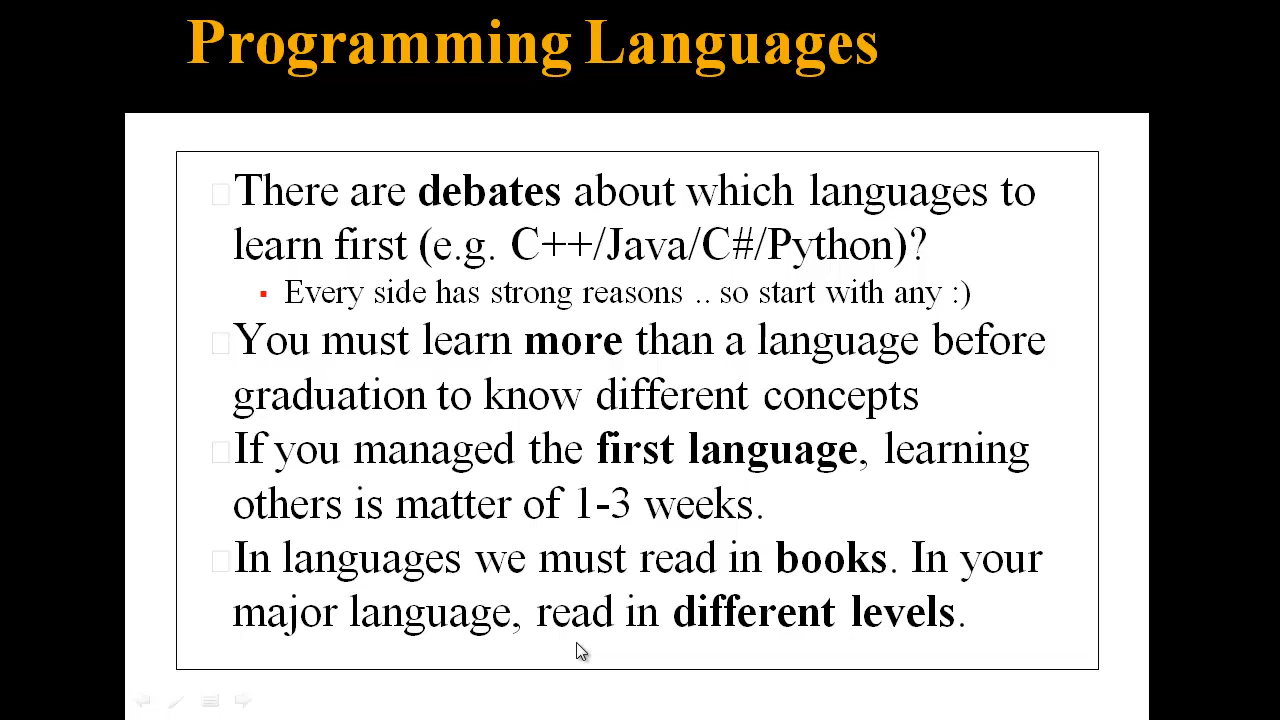 Programming Languages
There are debates about which languages to
learn first (e.g. C++/Java/C#/Python)?
Every side has strong reasons .. so start with any :)
You must learn more than a language before
graduation to know different concepts
If you managed the first language, learning
others is matter of 1-3 weeks.
In languages we must read in books. In your
major language, read in different levels.